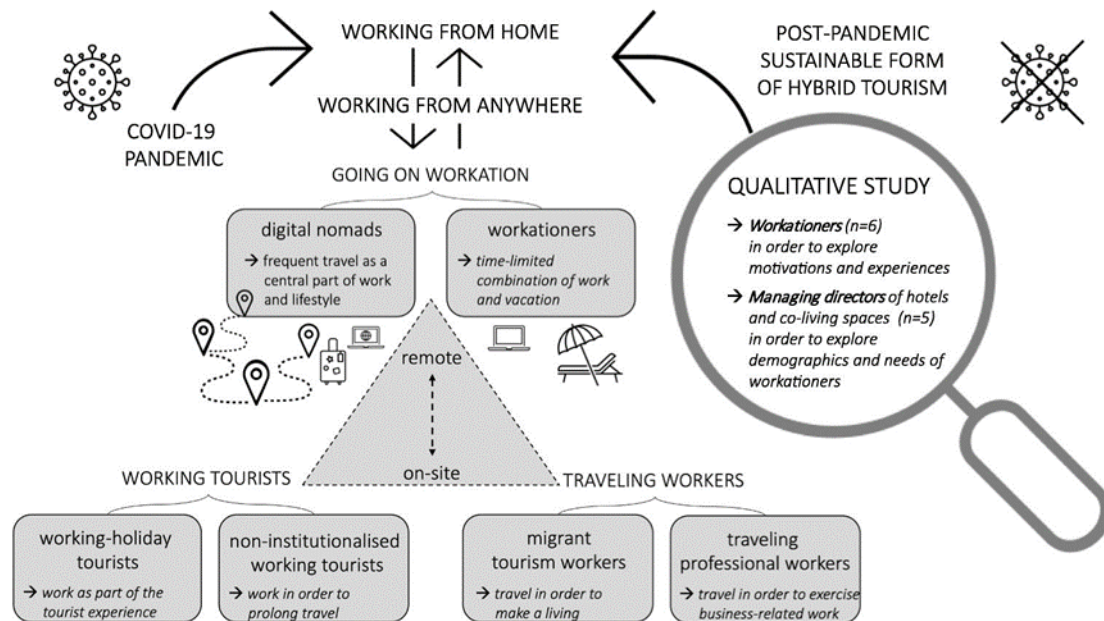 WORKING FROM HOME
WORKING FROM ANYWHERE
COVID-19
PANDEMIC
POST-PANDEMIC
SUSTAINABLE FORM
OF HYBRID TOURISM
GOING ON WORKATION
digital nomads
→ frequent travel as a
central part of work
and lifestyle
workationers
→ time-limited
combination of work
and vacation
QUALITATIVE STUDY
→ Workationers (n=6)
in order to explore
motivations and experiences
→ Managing directors of hotels
and co-living spaces (n=5)
in order to explore
demographics and needs of
workationers
remote
on-site
WORKING TOURISTS
working-holiday
tourists
→ work as part of the
tourist experience
non-institutionalised
working tourists
→ work in order to
prolong travel
TRAVELING WORKERS
migrant
tourism workers
→ travel in order to
make a living
traveling
professional workers
→ travel in order to exercise
business-related work